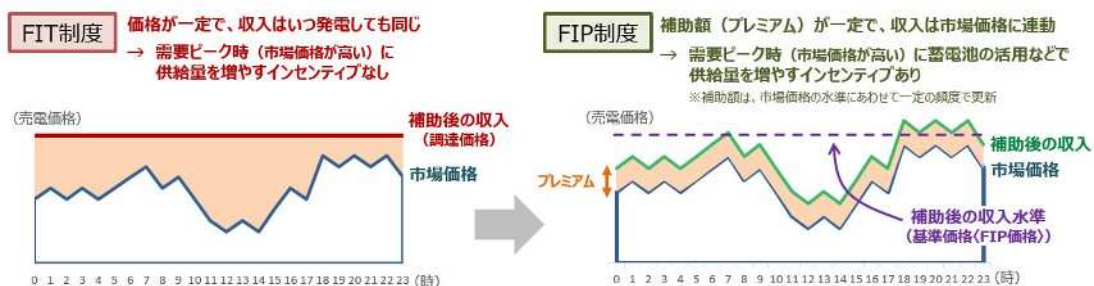 FIT制度
価格が一定で、収入はいつ発電しても同じ
→ 需要ピーク時（市場価格が高い）に
供給量を増やすインセンティブなし
（売電価格）
補助後の収入
（調達価格）
市場価格
0 1 2 3 4 5 6 7 8 9 10 11 12 13 14 15 16 17 18 19 20 21 22 23 (時)
FIP制度
補助額（プレミアム）が一定で、収入は市場価格に連動
→ 需要ピーク時（市場価格が高い）に蓄電池の活用などで
供給量を増やすインセンティブあり
※補助額は、市場価格の水準にあわせて一定の頻度で更新
（売電価格）
補助後の収入
市場価格
プレミアム
補助後の収入水準
（基準価格〈FIP価格〉）
0 1 2 3 4 5 6 7 8 9 10 11 12 13 14 15 16 17 18 19 20 21 22 23 (時)